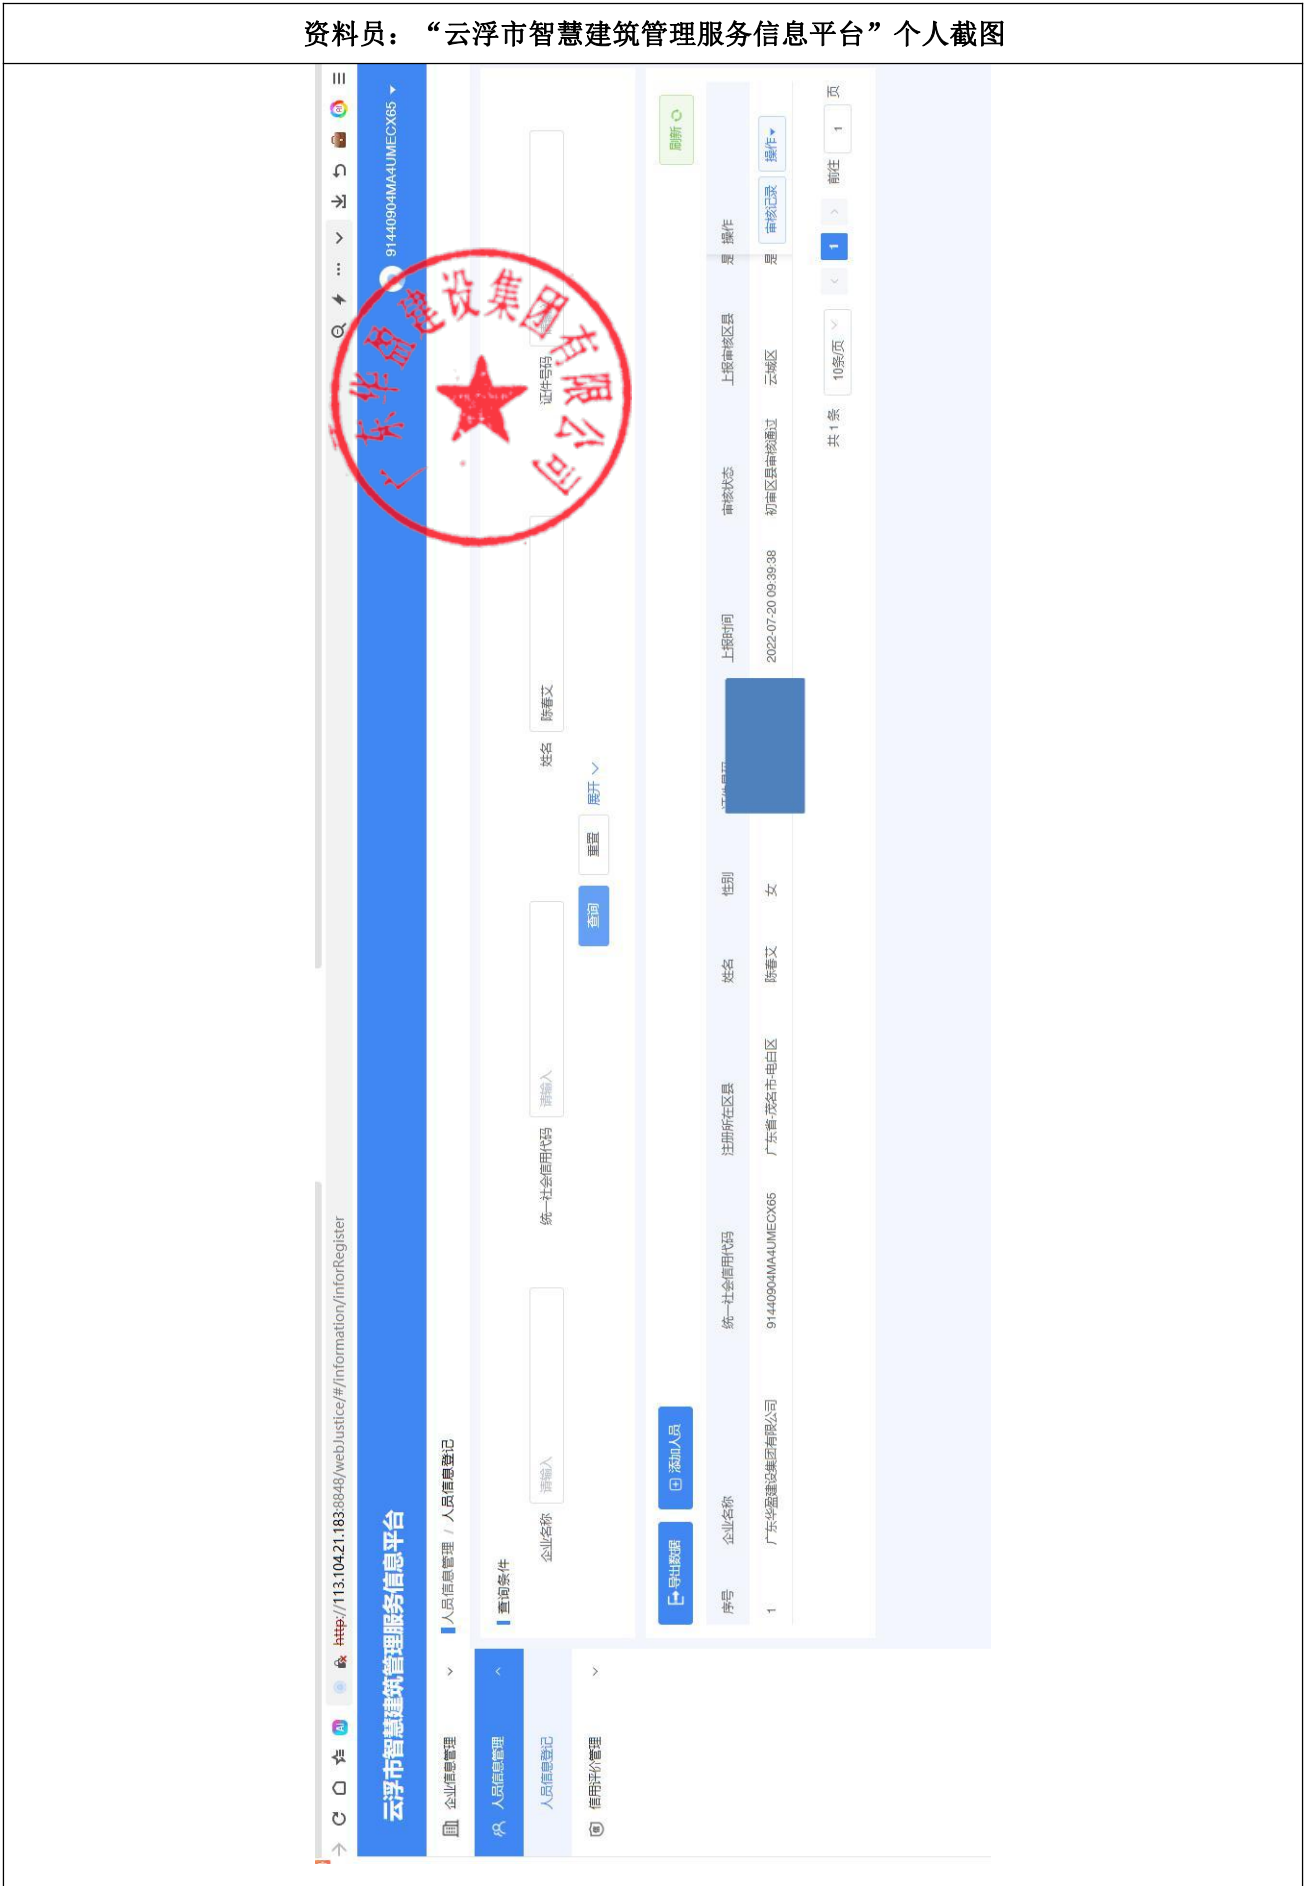 资料员：“云浮市智慧建筑管理服务信息平台”个人截图
http://113.104.21.183:8848/webJustice/#/information/inforRegister
云浮市智慧建筑管理服务信息平台
91440904MA4UMECX65
企业信息管理
人员信息管理
人员信息登记
信用评价管理
人员信息管理 / 人员信息登记
查询条件
企业名称 请输入 统一社会信用代码 请输入 姓名 陈春艾 证件号码
查询 重置 展开
导出数据 添加人员 刷新
序号 企业名称 统一社会信用代码 注册所在区县 姓名 性别 上报时间 审核状态 上报审核区县 是 操作
1 广东华盈建设集团有限公司 91440904MA4UMECX65 广东省-茂名市-电白区 陈春艾 女 2022-07-20 09:39:38 初审区县审核通过 云城区 是 审核记录 操作
共 1 条 10条/页 1 前往 1 页
广东华盈建设集团有限公司